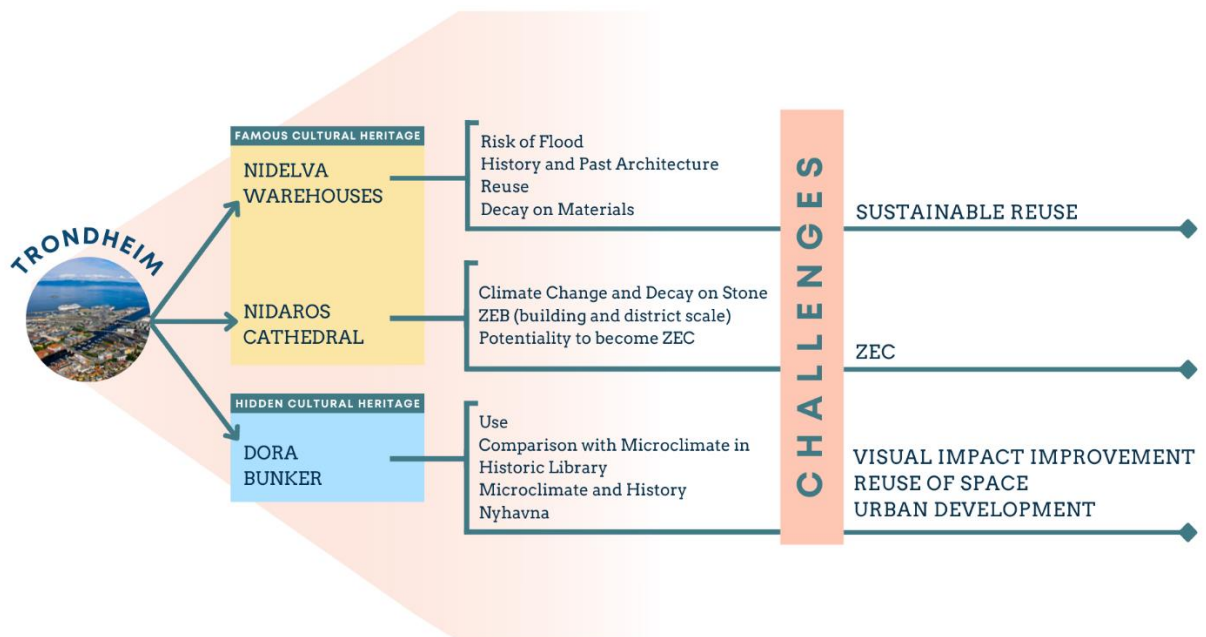 TRONDHEIM
FAMOUS CULTURAL HERITAGE
NIDELVA
WAREHOUSES
Risk of Flood
History and Past Architecture
Reuse
Decay on Materials
SUSTAINABLE REUSE
NIDAROS
CATHEDRAL
Climate Change and Decay on Stone
ZEB (building and district scale)
Potentiality to become ZEC
ZEC
HIDDEN CULTURAL HERITAGE
DORA
BUNKER
Use
Comparison with Microclimate in
Historic Library
Microclimate and History
Nyhavna
CHALLENGES
VISUAL IMPACT IMPROVEMENT
REUSE OF SPACE
URBAN DEVELOPMENT